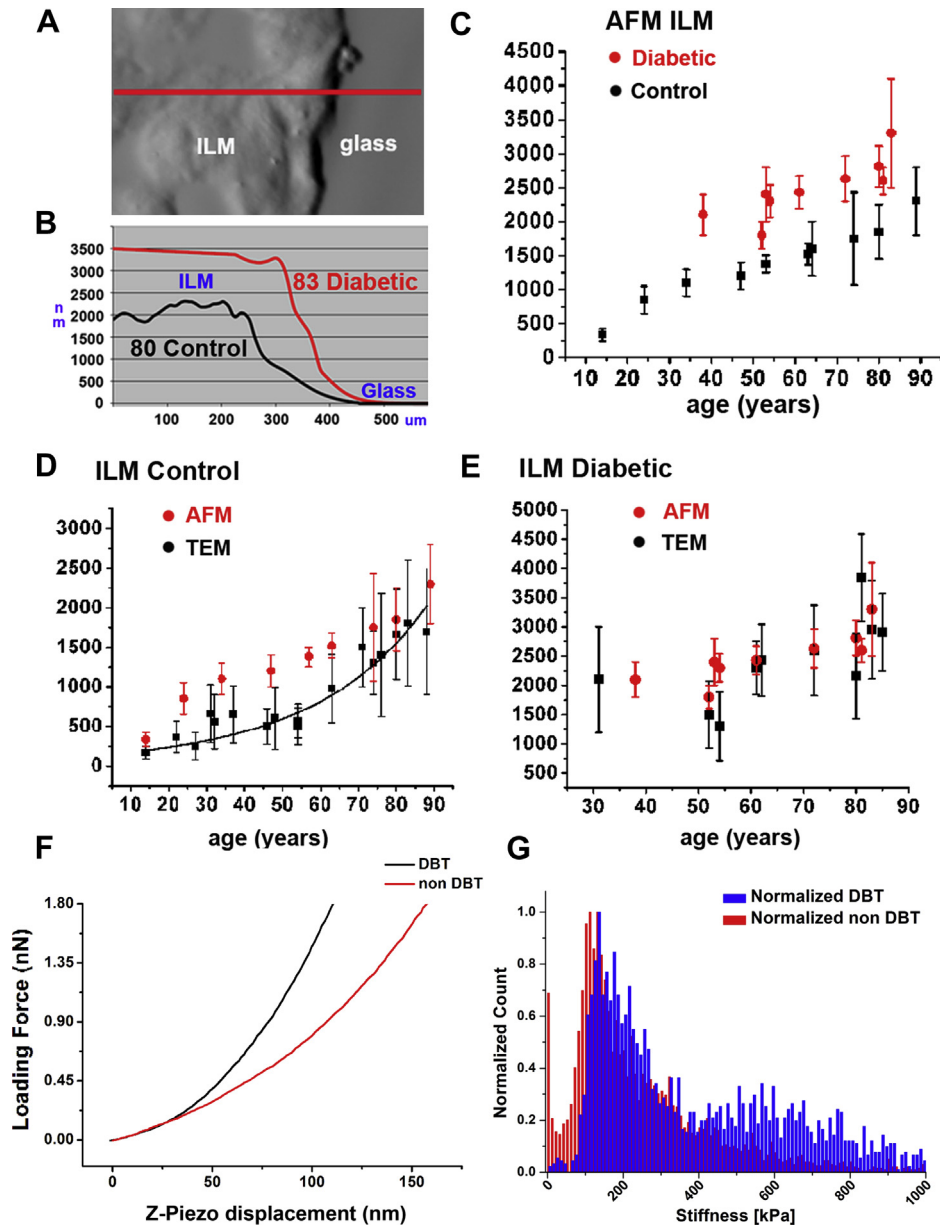 A
ILM
glass
B
3500
3000
2500
2000
1500
1000
500
0
n
m
ILM
83 Diabetic
80 Control
Glass
100 200 300 400 500 um
C
AFM ILM
Diabetic
Control
4500
4000
3500
3000
2500
2000
1500
1000
500
0
10 20 30 40 50 60 70 80 90
age (years)
D ILM Control
AFM
TEM
3000
2500
2000
1500
1000
500
0
10 20 30 40 50 60 70 80 90
age (years)
E ILM Diabetic
AFM
TEM
5000
4500
4000
3500
3000
2500
2000
1500
1000
500
30 40 50 60 70 80 90
age (years)
F
DBT
non DBT
1.80
1.35
0.90
0.45
0.00
Loading Force (nN)
0 50 100 150
Z-Piezo displacement (nm)
G
Normalized DBT
Normalized non DBT
1.0
0.8
0.6
0.4
0.2
0.0
Normalized Count
0 200 400 600 800 1000
Stiffness [kPa]